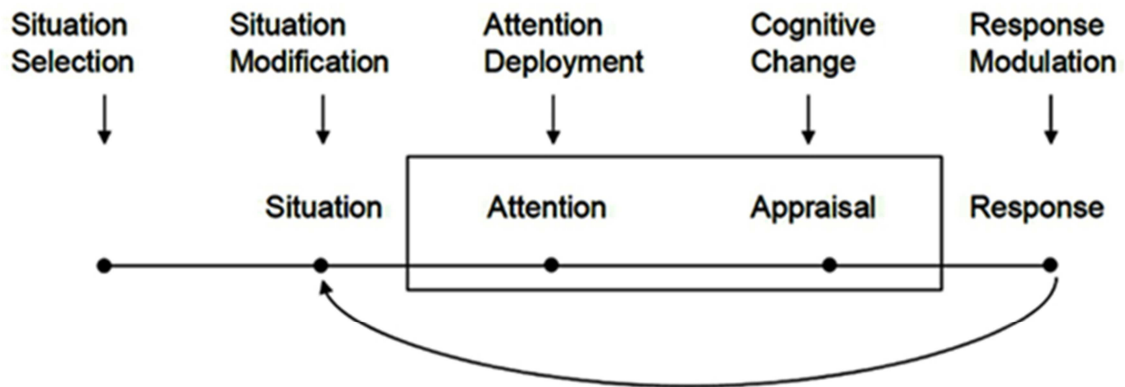 Situation
Selection
Situation
Modification
Attention
Deployment
Cognitive
Change
Response
Modulation
Situation
Attention
Appraisal
Response